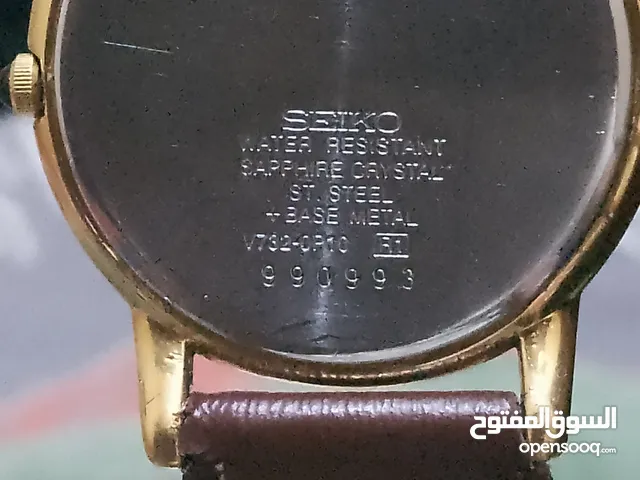 SEIKO
WATER RESISTANT
SAPPHIRE CRYSTAL
ST. STEEL
+ BASE METAL
V732-0P10 R1
990993
السوق المفتوح
opensooq.com